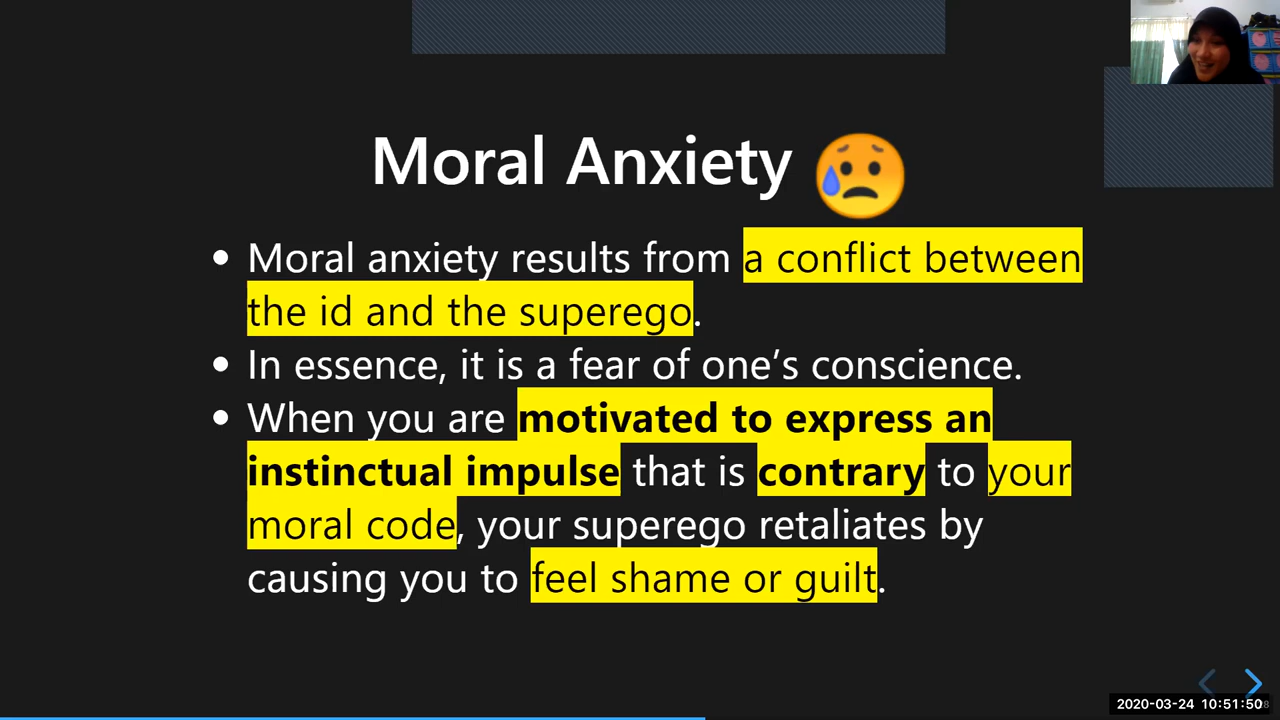 Moral Anxiety
• Moral anxiety results from a conflict between
the id and the superego.
• In essence, it is a fear of one’s conscience.
• When you are motivated to express an
instinctual impulse that is contrary to your
moral code, your superego retaliates by
causing you to feel shame or guilt.
2020-03-24 10:51:50